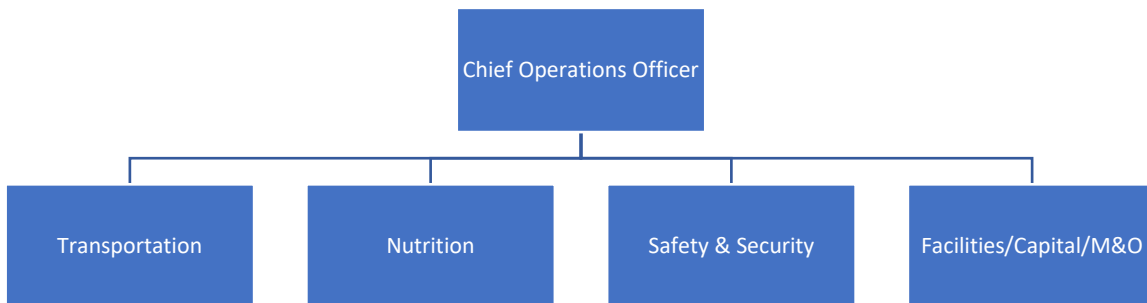 Chief Operations Officer
Transportation
Nutrition
Safety & Security
Facilities/Capital/M&O